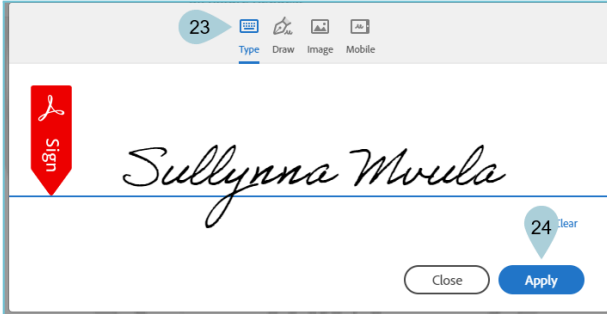 23
Type Draw Image Mobile
Sign
Sullynna Mvula
24
Clear
Close Apply